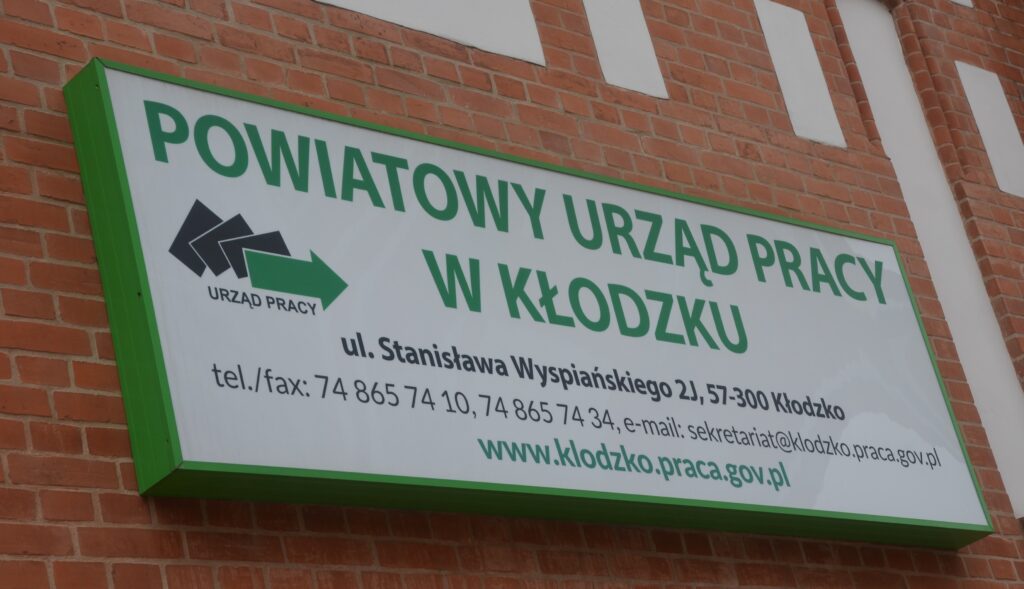 POWIATOWY URZĄD PRACY
W KŁODZKU
URZĄD PRACY
ul. Stanisława Wyspiańskiego 2J, 57-300 Kłodzko
tel./fax: 74 865 74 10, 74 865 74 34, e-mail: sekretariat@klodzko.praca.gov.pl
www.klodzko.praca.gov.pl